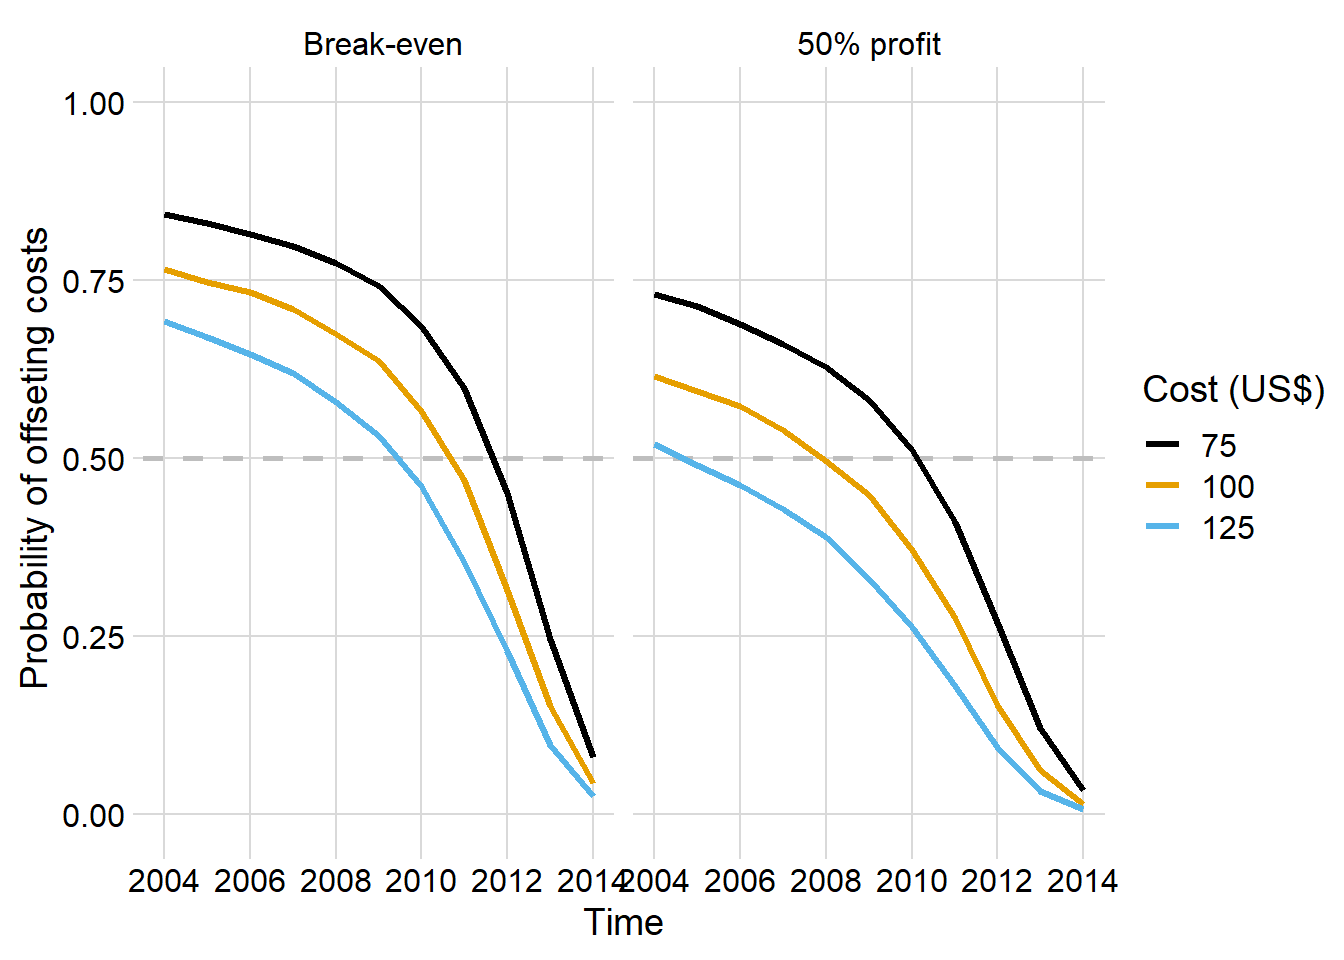 Break-even
50% profit
Probability of offseting costs
1.00
0.75
0.50
0.25
0.00
2004 2006 2008 2010 2012 2014
2004 2006 2008 2010 2012 2014
Time
Cost (US$)
75
100
125